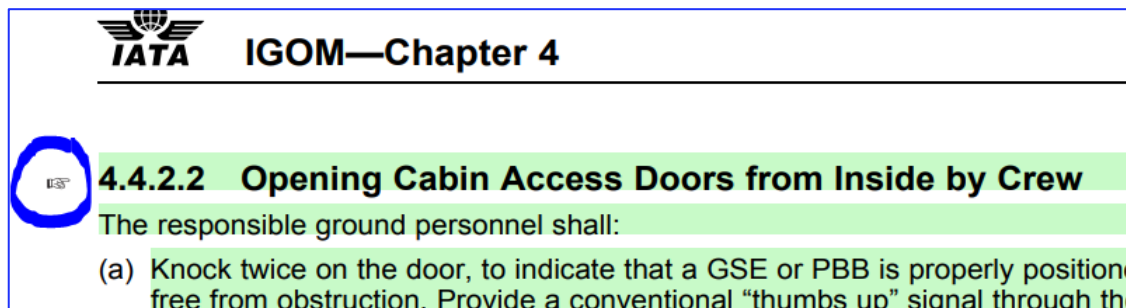 IATA
IGOM—Chapter 4
☞ 4.4.2.2 Opening Cabin Access Doors from Inside by Crew
The responsible ground personnel shall:
(a) Knock twice on the door, to indicate that a GSE or PBB is properly
free from obstruction. Provide a conventional “thumbs up” signal through